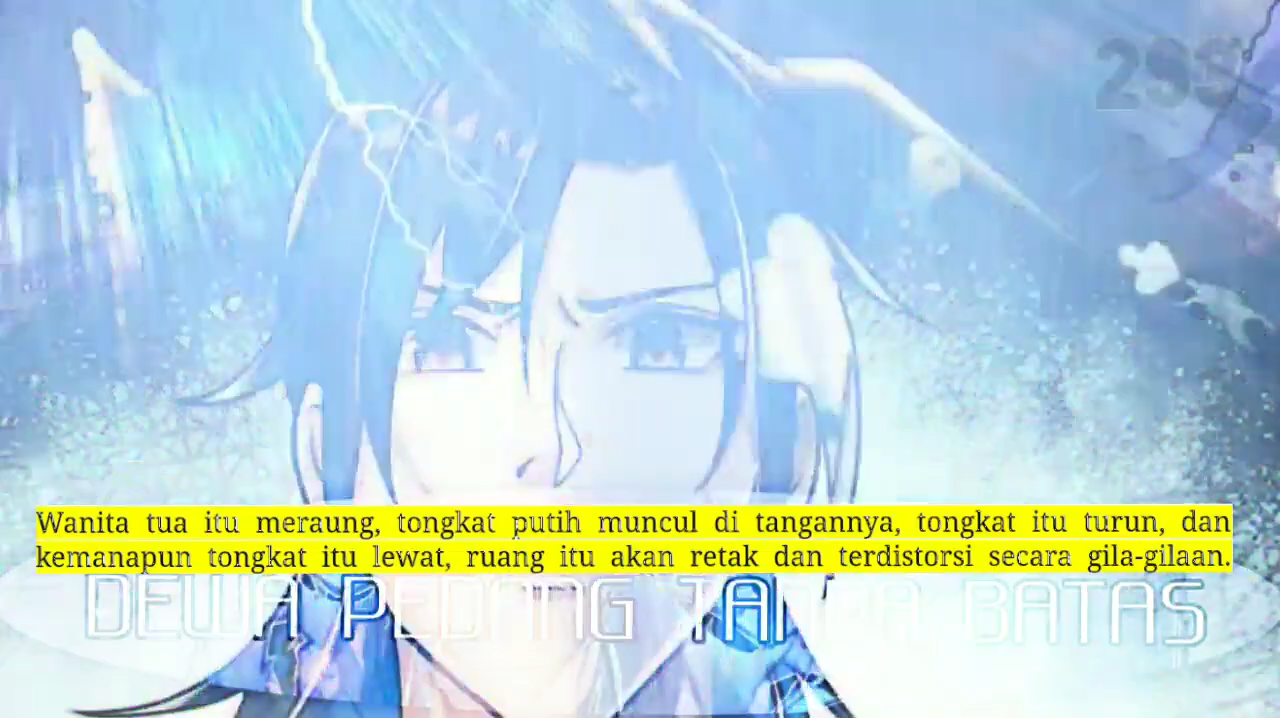 Wanita tua itu meraung, tongkat putih muncul di tangannya, tongkat itu turun, dan
kemanapun tongkat itu lewat, ruang itu akan retak dan terdistorsi secara gila-gilaan.
DEWA PEDANG TANPA BATAS